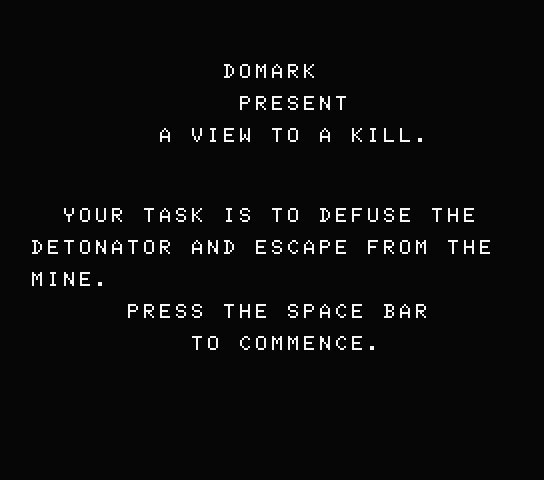 DOMARK
PRESENT
A VIEW TO A KILL.
YOUR TASK IS TO DEFUSE THE
DETONATOR AND ESCAPE FROM THE
MINE.
PRESS THE SPACE BAR
TO COMMENCE.